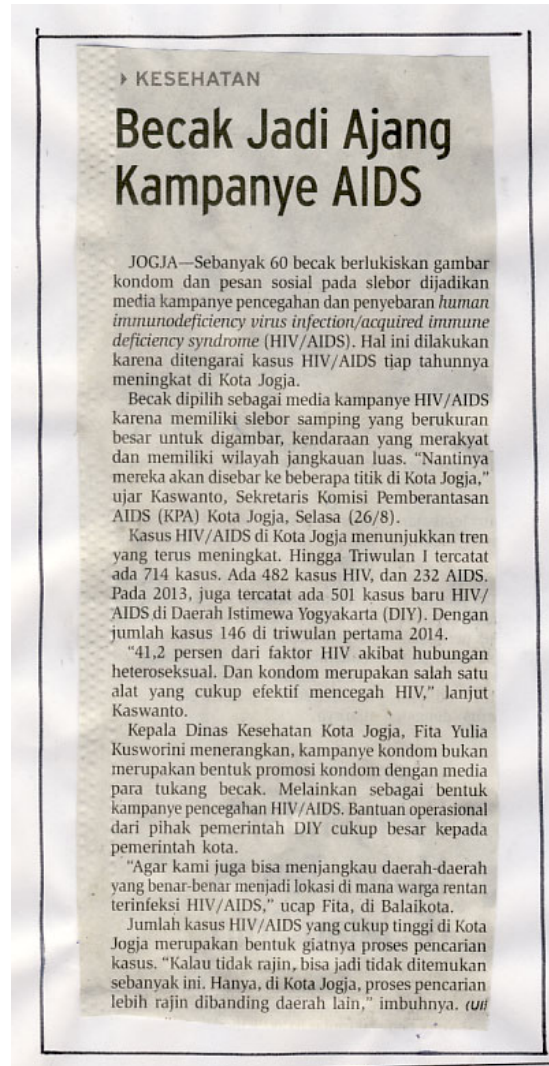 KESEHATAN
Becak Jadi Ajang
Kampanye AIDS
JOGJA—Sebanyak 60 becak berlukiskan gambar
kondom dan pesan sosial pada slebor dijadikan
media kampanye pencegahan dan penyebaran human
immunodeficiency virus infection/acquired immune
deficiency syndrome (HIV/AIDS). Hal ini dilakukan
karena ditengarai kasus HIV/AIDS tiap tahunnya
meningkat di Kota Jogja.
Becak dipilih sebagai media kampanye HIV/AIDS
karena memiliki slebor samping yang berukuran
besar untuk digambar, kendaraan yang merakyat
dan memiliki wilayah jangkauan luas. “Nantinya
mereka akan disebar ke beberapa titik di Kota Jogja,”
ujar Kaswanto, Sekretaris Komisi Pemberantasan
AIDS (KPA) Kota Jogja, Selasa (26/8).
Kasus HIV/AIDS di Kota Jogja menunjukkan tren
yang terus meningkat. Hingga Triwulan I tercatat
ada 714 kasus. Ada 482 kasus HIV, dan 232 AIDS.
Pada 2013, juga tercatat ada 501 kasus baru HIV/
AIDS di Daerah Istimewa Yogyakarta (DIY). Dengan
jumlah kasus 146 di triwulan pertama 2014.
“41,2 persen dari faktor HIV akibat hubungan
heteroseksual. Dan kondom merupakan salah satu
alat yang cukup efektif mencegah HIV,” lanjut
Kaswanto.
Kepala Dinas Kesehatan Kota Jogja, Fita Yulia
Kusworini menerangkan, kampanye kondom bukan
merupakan bentuk promosi kondom dengan media
para tukang becak. Melainkan sebagai bentuk
kampanye pencegahan HIV/AIDS. Bantuan operasional
dari pihak pemerintah DIY cukup besar kepada
pemerintah kota.
“Agar kami juga bisa menjangkau daerah-daerah
yang benar-benar menjadi lokasi di mana warga rentan
terinfeksi HIV/AIDS,” ucap Fita, di Balaikota.
Jumlah kasus HIV/AIDS yang cukup tinggi di Kota
Jogja merupakan bentuk giatnya proses pencarian
kasus. “Kalau tidak rajin, bisa jadi tidak ditemukan
sebanyak ini. Hanya, di Kota Jogja, proses pencarian
lebih rajin dibanding daerah lain,” imbuhnya.